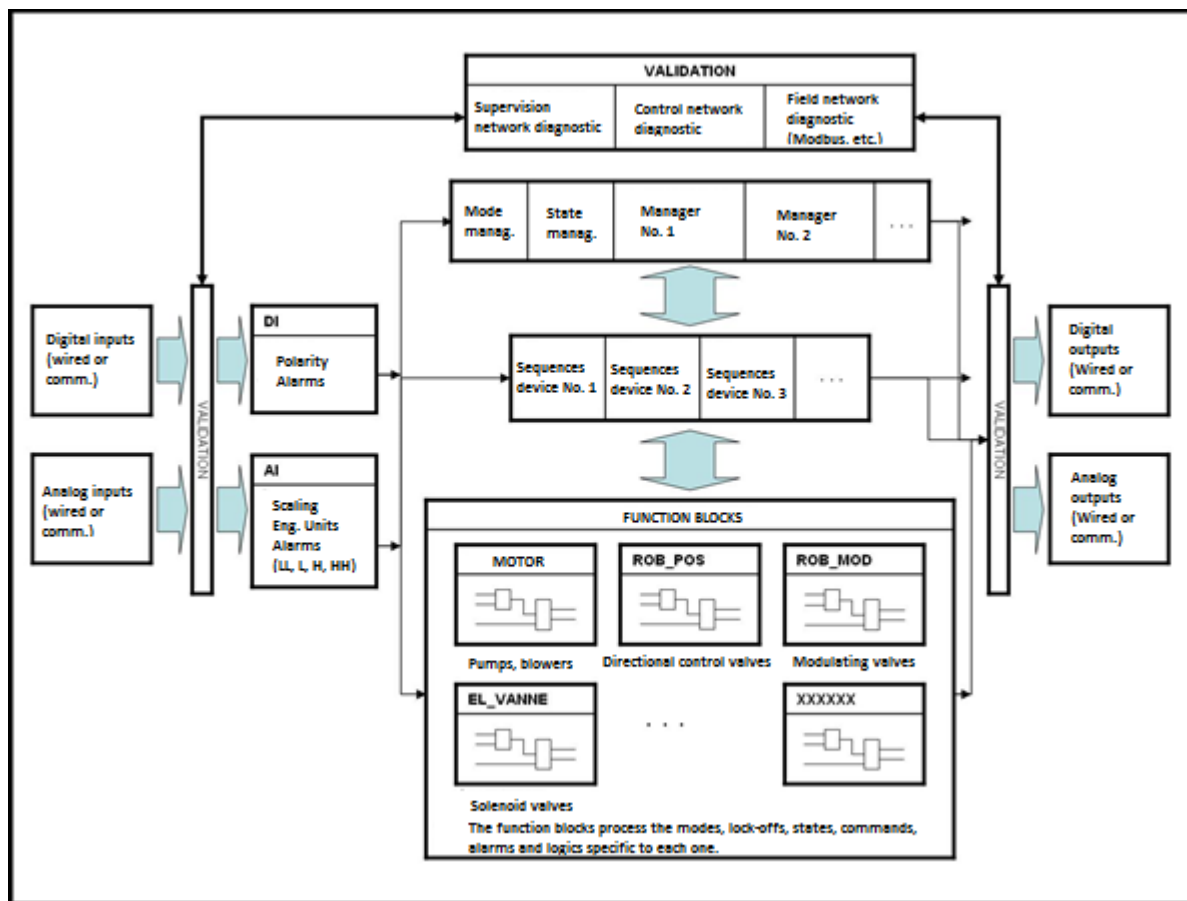 VALIDATION
Supervision
network diagnostic
Control network
diagnostic
Field network
diagnostic
(Modbus. etc.)
Mode
manag.
State
manag.
Manager
No. 1
Manager
No. 2
. . .
Digital inputs
(wired or
comm.)
Analog inputs
(wired or
comm.)
VALIDATION
DI
Polarity
Alarms
AI
Scaling
Eng. Units
Alarms
(LL, L, H, HH)
Sequences
device No. 1
Sequences
device No. 2
Sequences
device No. 3
. . .
FUNCTION BLOCKS
MOTOR
Pumps, blowers
ROB_POS
Directional control valves
ROB_MOD
Modulating valves
EL_VANNE
. . .
XXXXXX
Solenoid valves
The function blocks process the modes, lock-offs, states, commands,
alarms and logics specific to each one.
VALIDATION
Digital
outputs
(Wired or
comm.)
Analog
outputs
(Wired or
comm.)